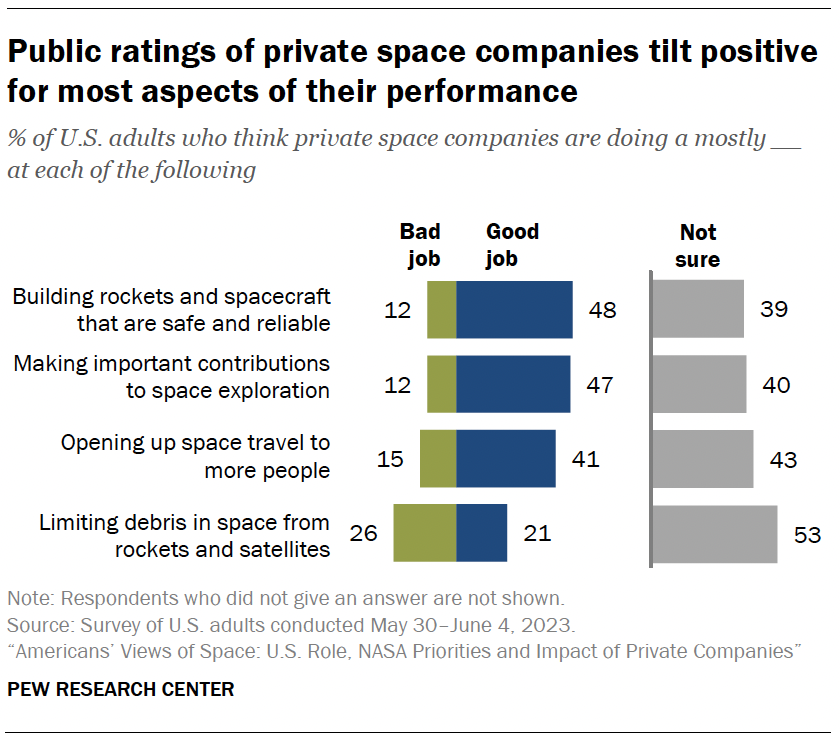 Public ratings of private space companies tilt positive
for most aspects of their performance
% of U.S. adults who think private space companies are doing a mostly __
at each of the following
Bad Good Not
job job sure
Building rockets and spacecraft
that are safe and reliable
12 48 39
Making important contributions
to space exploration
12 47 40
Opening up space travel to
more people
15 41 43
Limiting debris in space from
rockets and satellites
26 21 53
Note: Respondents who did not give an answer are not shown.
Source: Survey of U.S. adults conducted May 30–June 4, 2023.
“Americans’ Views of Space: U.S. Role, NASA Priorities and Impact of Private Companies”
PEW RESEARCH CENTER